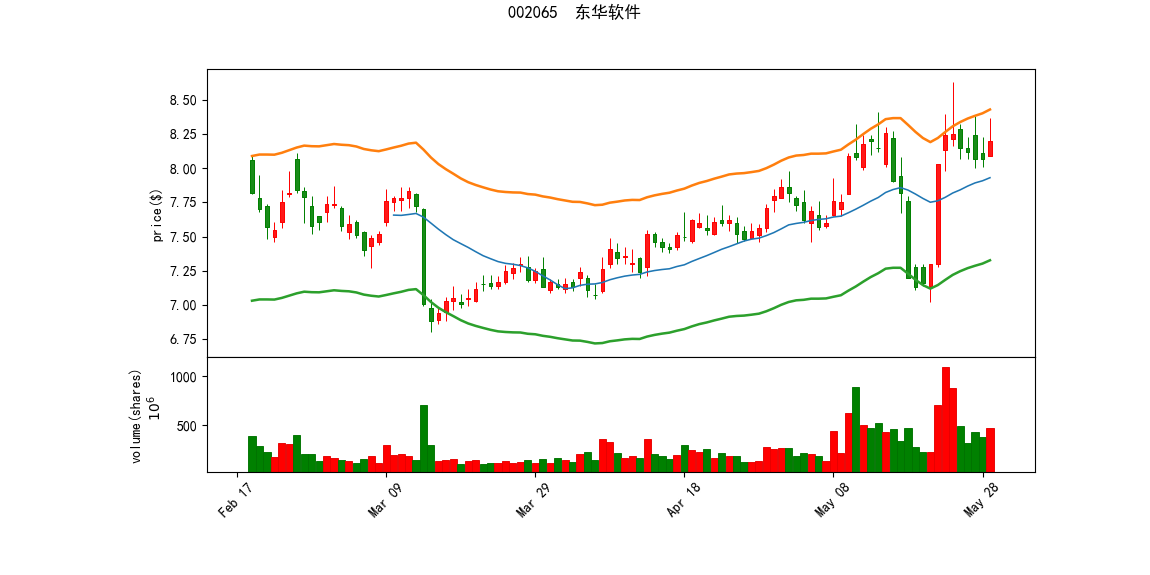 002065  东华软件
price($)
8.50
8.25
8.00
7.75
7.50
7.25
7.00
6.75
volume(shares)
10^6
1000
500
Feb 17
Mar 09
Mar 29
Apr 18
May 08
May 28